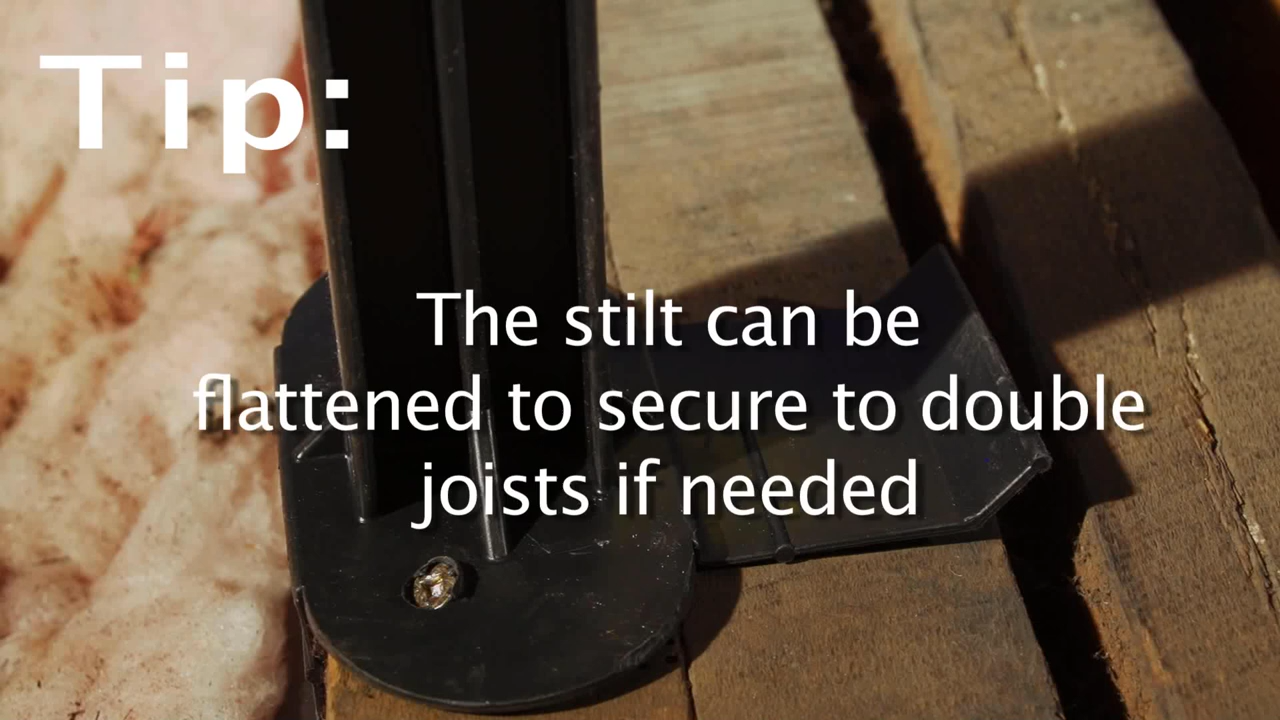 Tip:
The stilt can be
flattened to secure to double
joists if needed